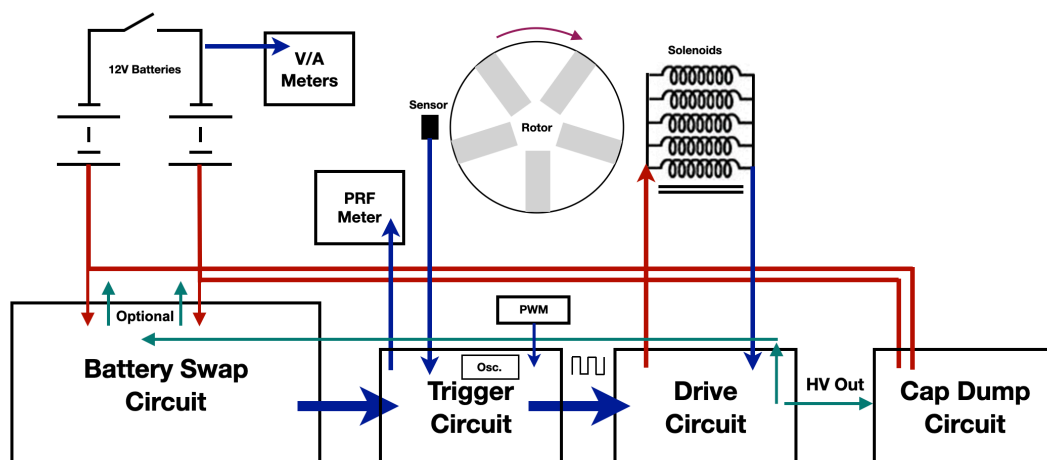 Solenoids
12V Batteries
V/A
Meters
Sensor
Rotor
PRF
Meter
Optional
PWM
Battery Swap
Circuit
Osc.
Trigger
Circuit
Drive
Circuit
HV Out
Cap Dump
Circuit